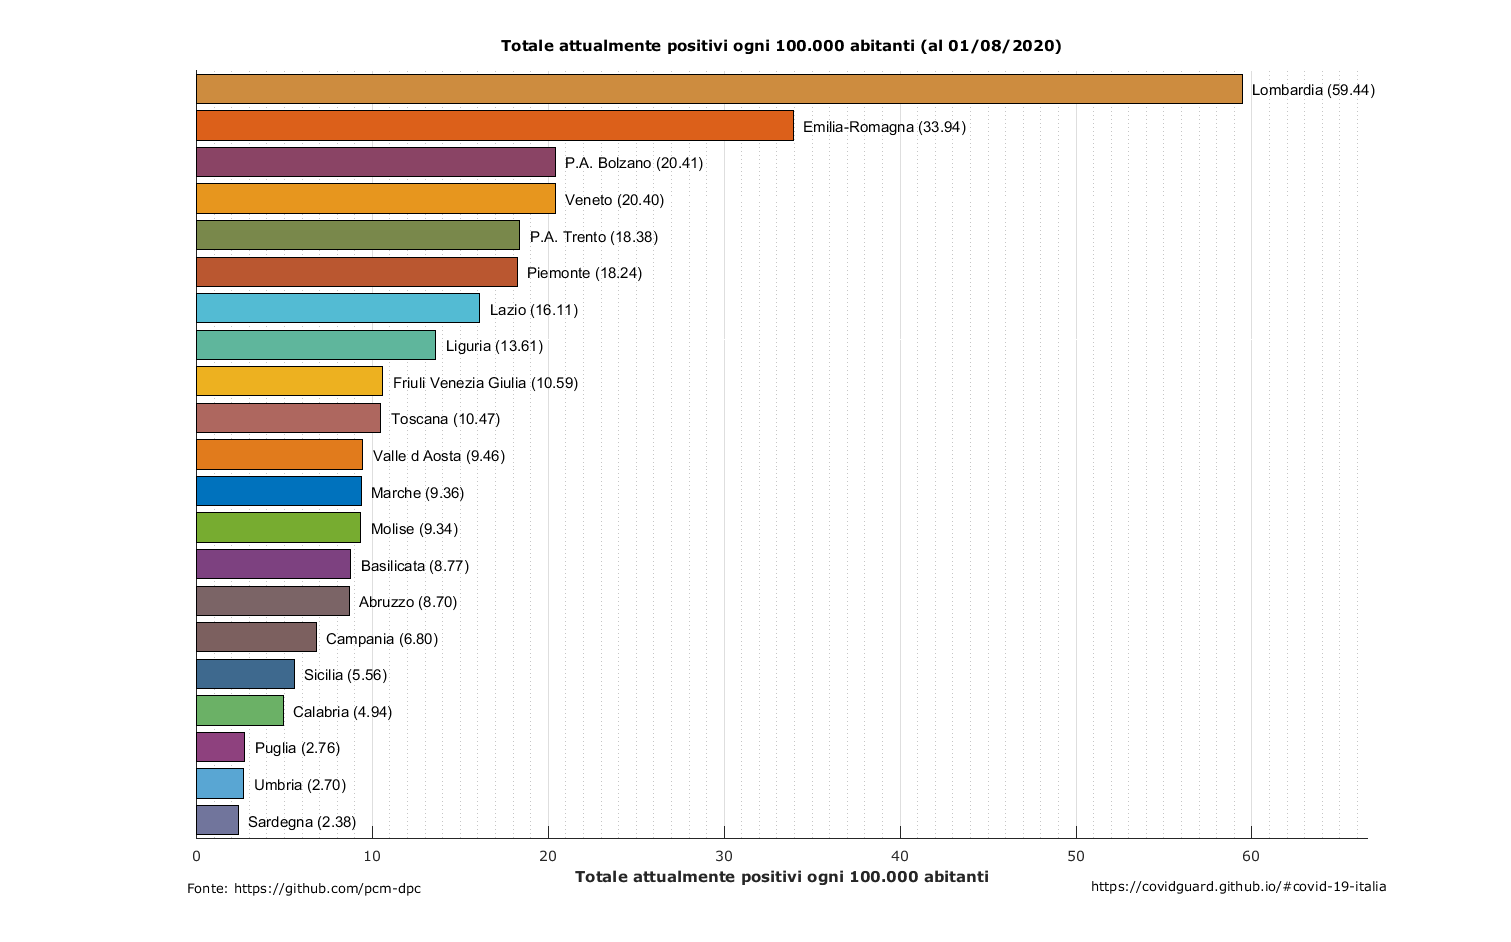 Totale attualmente positivi ogni 100.000 abitanti (al 01/08/2020)
Lombardia (59.44)
Emilia-Romagna (33.94)
P.A. Bolzano (20.41)
Veneto (20.40)
P.A. Trento (18.38)
Piemonte (18.24)
Lazio (16.11)
Liguria (13.61)
Friuli Venezia Giulia (10.59)
Toscana (10.47)
Valle d Aosta (9.46)
Marche (9.36)
Molise (9.34)
Basilicata (8.77)
Abruzzo (8.70)
Campania (6.80)
Sicilia (5.56)
Calabria (4.94)
Puglia (2.76)
Umbria (2.70)
Sardegna (2.38)
0 10 20 30 40 50 60
Totale attualmente positivi ogni 100.000 abitanti
Fonte: https://github.com/pcm-dpc
https://covidguard.github.io/#covid-19-italia